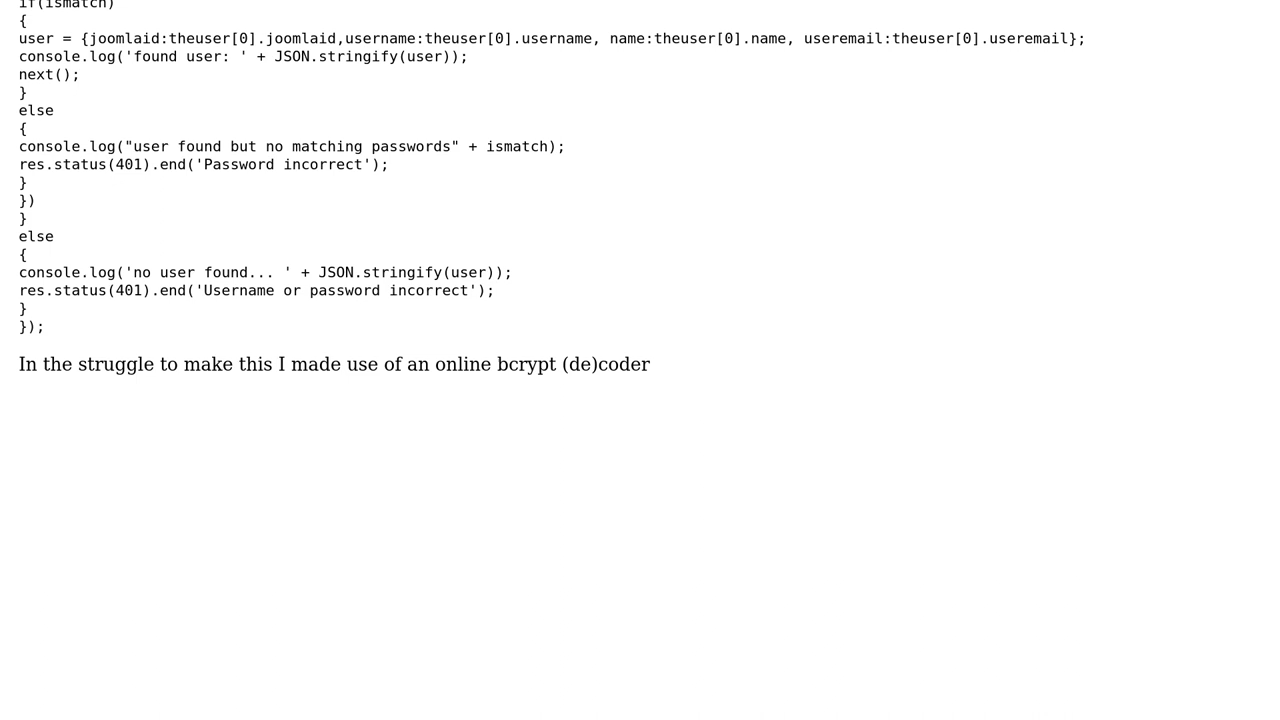 if(ismatch)
{
user = {joomlaid:theuser[0].joomlaid,username:theuser[0].username, name:theuser[0].name, useremail:theuser[0].useremail};
console.log('found user: ' + JSON.stringify(user));
next();
}
else
{
console.log("user found but no matching passwords" + ismatch);
res.status(401).end('Password incorrect');
}
})
}
else
{
console.log('no user found... ' + JSON.stringify(user));
res.status(401).end('Username or password incorrect');
}
});
In the struggle to make this I made use of an online bcrypt (de)coder